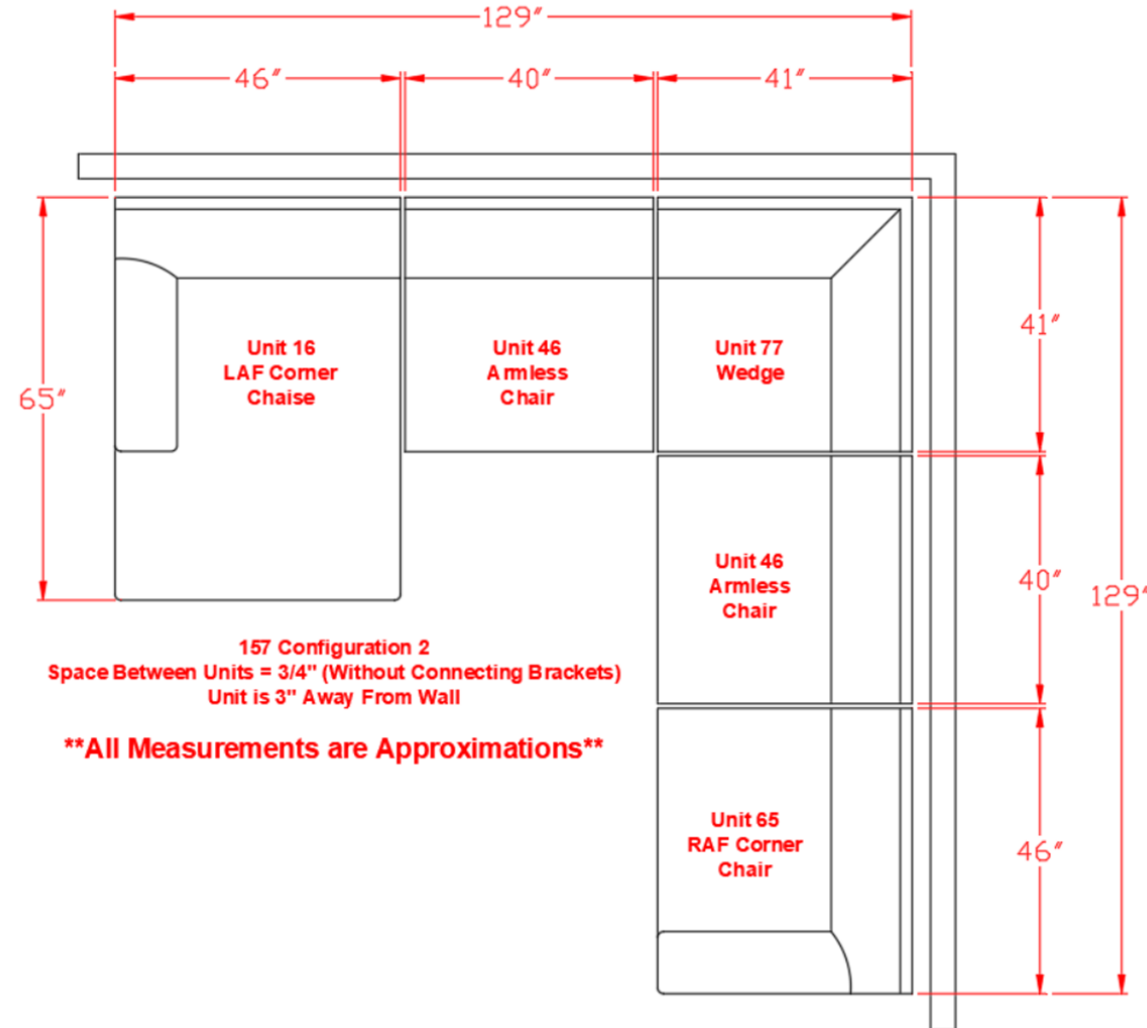 129"
46"
40"
41"
65"
Unit 16
LAF Corner
Chaise
Unit 46
Armless
Chair
Unit 77
Wedge
41"
Unit 46
Armless
Chair
40"
129"
157 Configuration 2
Space Between Units = 3/4" (Without Connecting Brackets)
Unit is 3" Away From Wall
**All Measurements are Approximations**
Unit 65
RAF Corner
Chair
46"